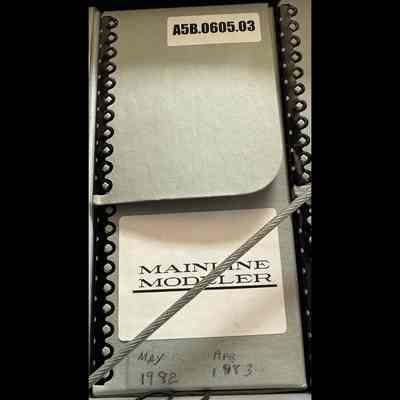 A5B.0605.03
MAINLINE
MODELER
MAY APR
1982 1983